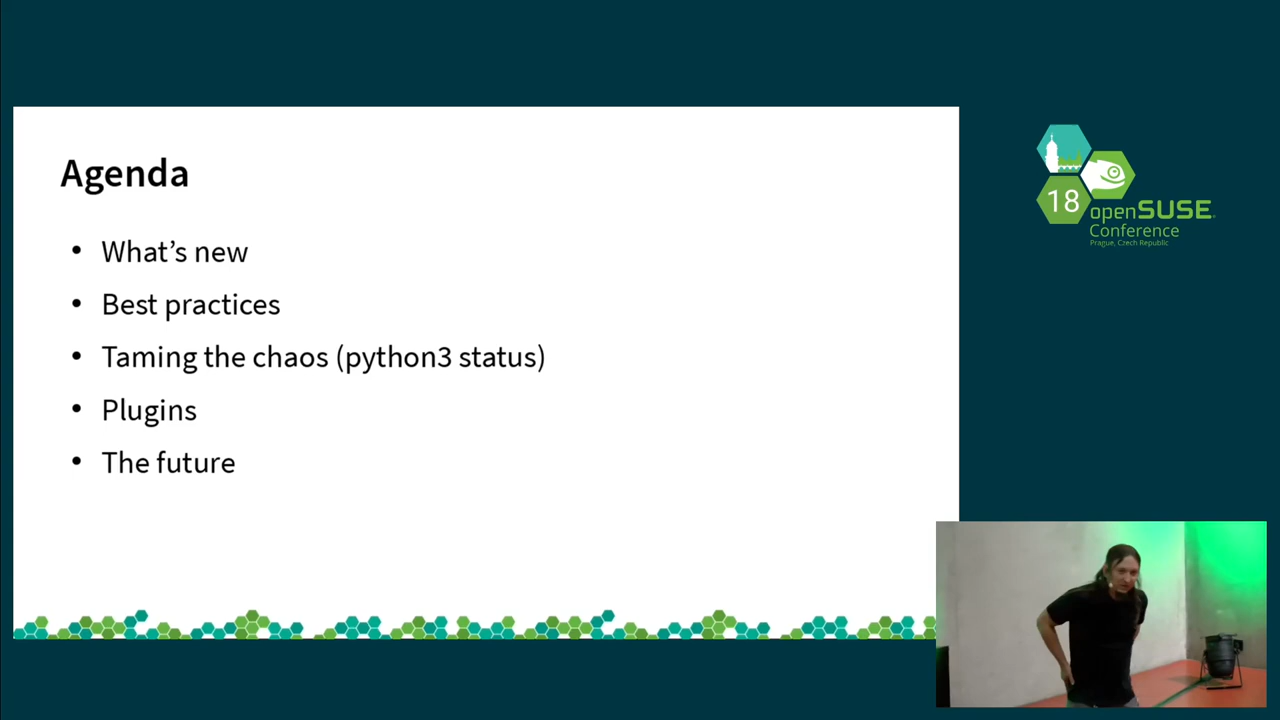 Agenda
• What’s new
• Best practices
• Taming the chaos (python3 status)
• Plugins
• The future
18
openSUSE
Conference
Prague, Czech Republic